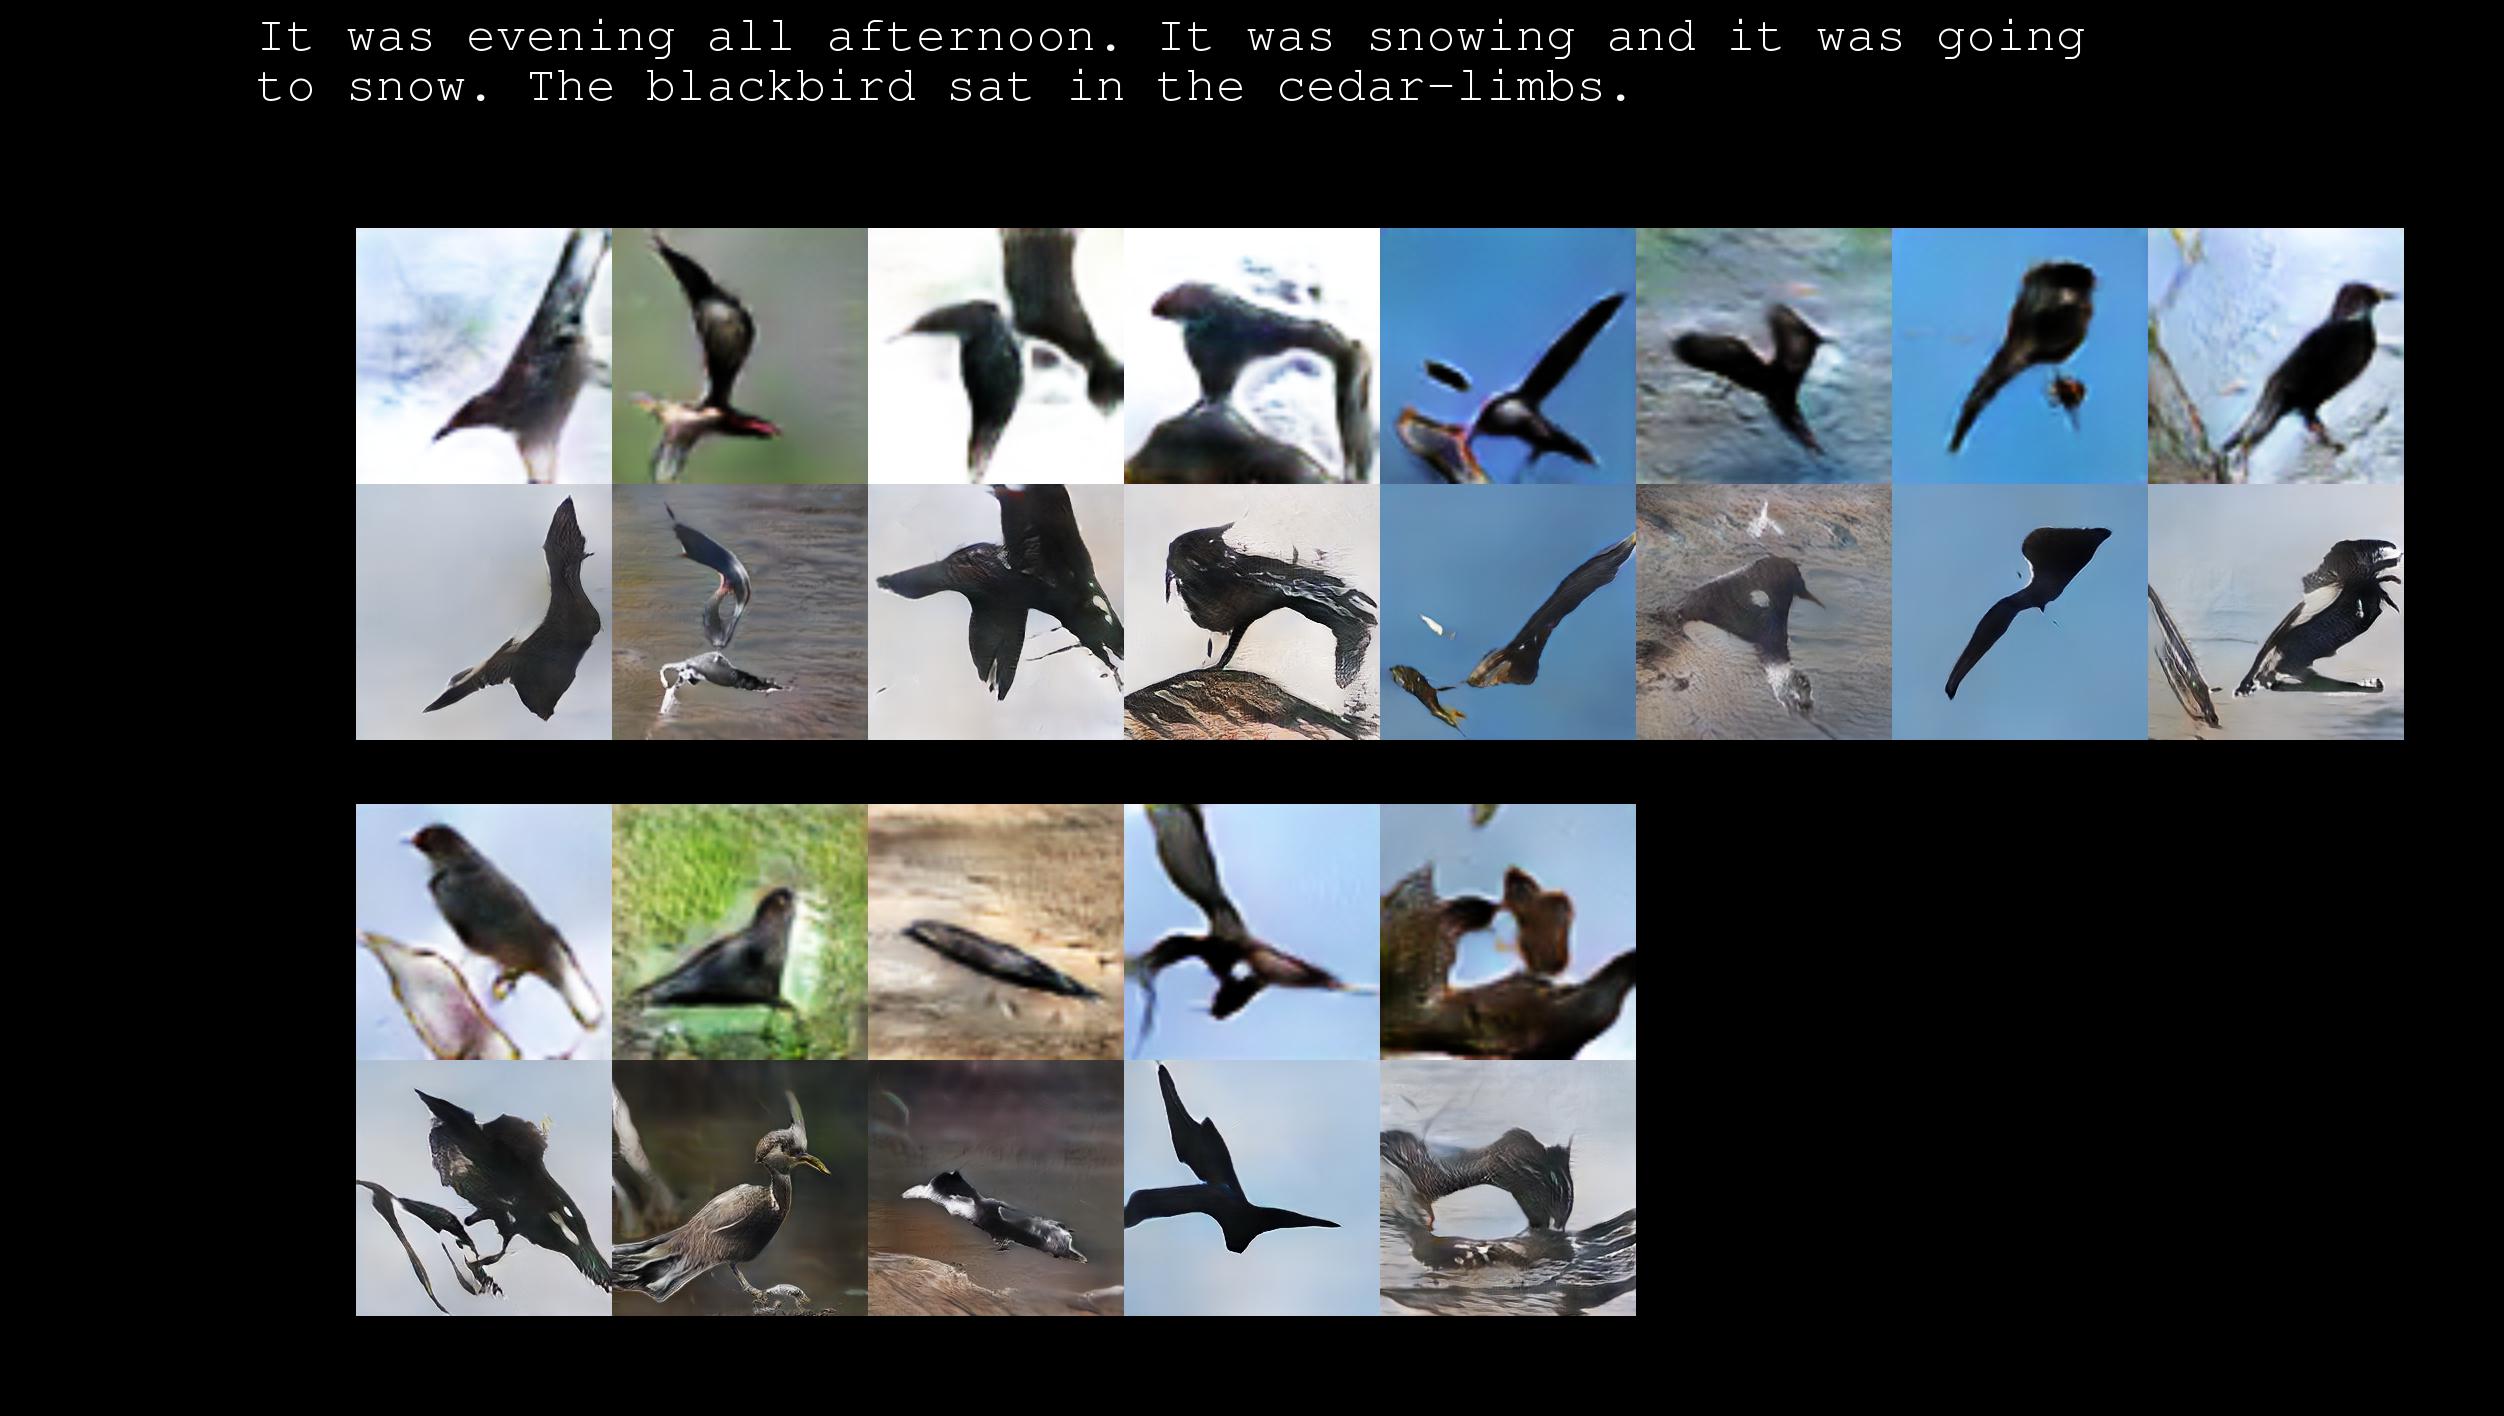 It was evening all afternoon. It was snowing and it was going
to snow. The blackbird sat in the cedar-limbs.